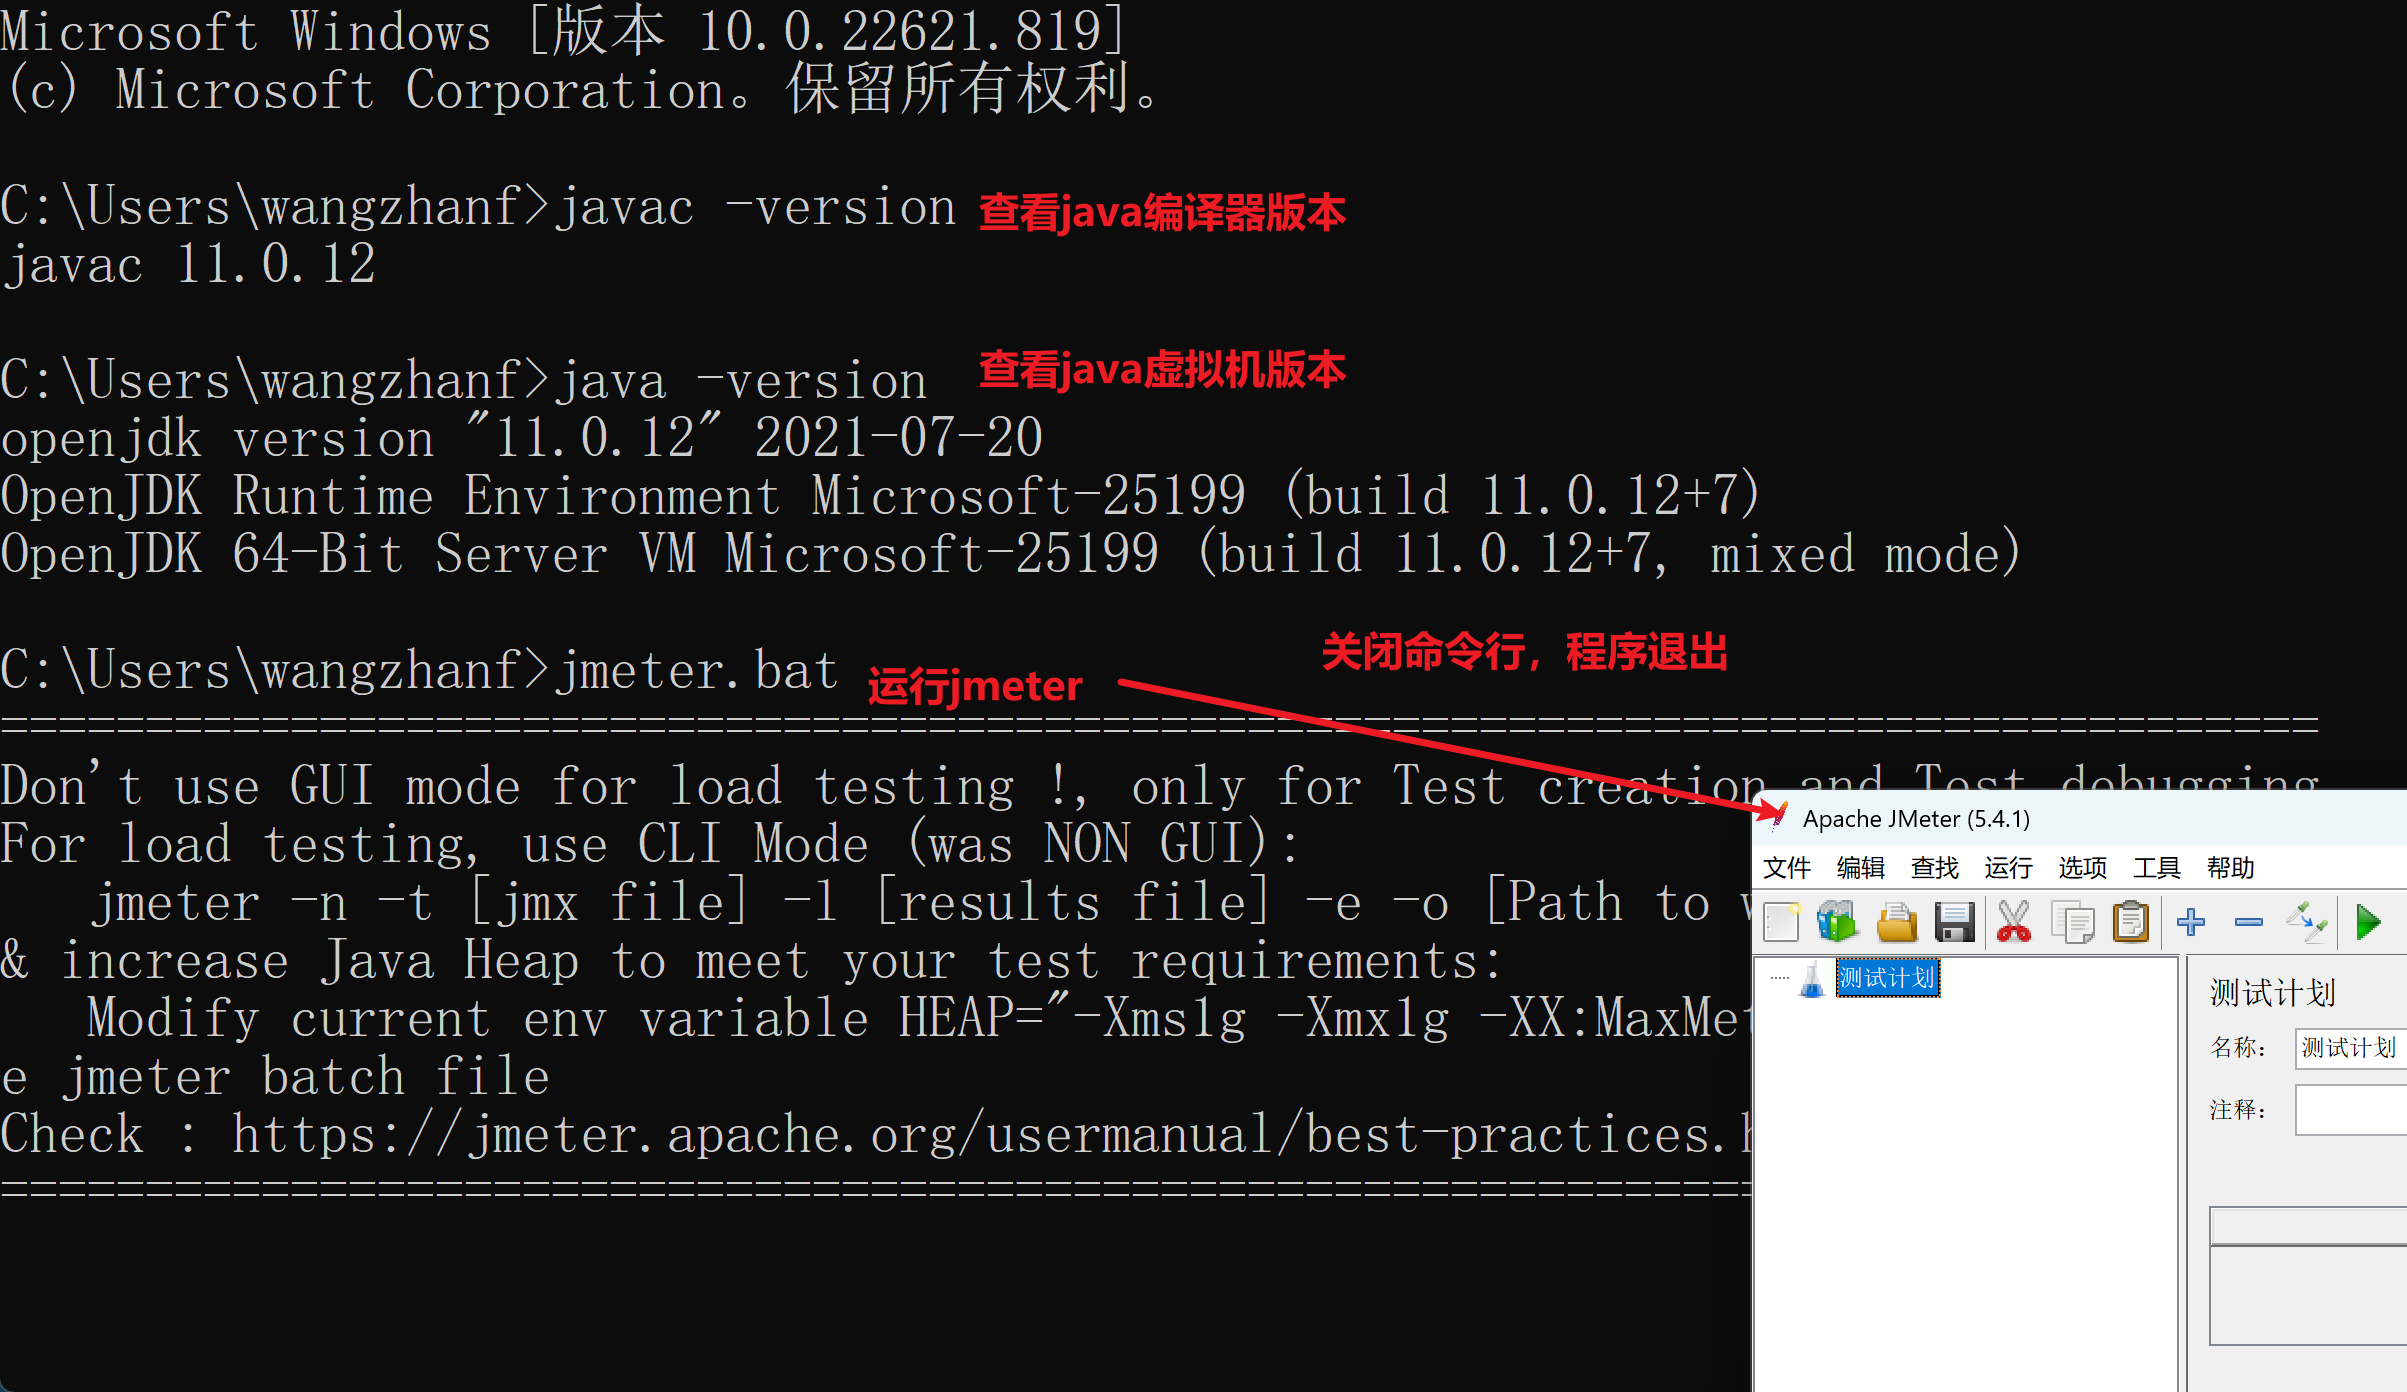 Microsoft Windows [版本 10.0.22621.819]
(c) Microsoft Corporation。保留所有权利。
C:\Users\wangzhanf>javac -version 查看java编译器版本
javac 11.0.12
C:\Users\wangzhanf>java -version 查看java虚拟机版本
openjdk version "11.0.12" 2021-07-20
OpenJDK Runtime Environment Microsoft-25199 (build 11.0.12+7)
OpenJDK 64-Bit Server VM Microsoft-25199 (build 11.0.12+7, mixed mode)
关闭命令行，程序退出
C:\Users\wangzhanf>jmeter.bat 运行jmeter
================================================================================
Don't use GUI mode for load testing !, only for Test creation and Test debugging.
For load testing, use CLI Mode (was NON GUI):
jmeter -n -t [jmx file] -l [results file] -e -o [Path to
& increase Java Heap to meet your test requirements:
Modify current env variable HEAP="-Xms1g -Xmx1g -XX:MaxMet
e jmeter batch file
Check : https://jmeter.apache.org/usermanual/best-practices.
=============================================================
Apache JMeter (5.4.1)
文件 编辑 查找 运行 选项 工具 帮助
测试计划
测试计划
名称： 测试计划
注释：